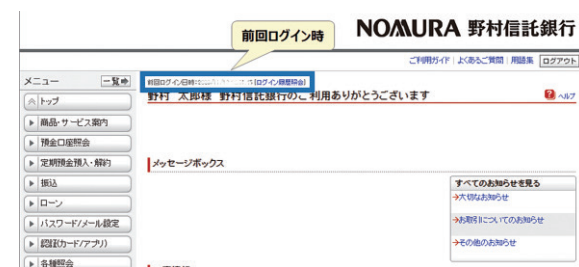 前回ログイン時
NOMURA 野村信託銀行
ご利用ガイド | よくあるご質問 | 用語集 ログアウト
メニュー 一覧
前回ログイン日時: [ログイン履歴照会]
野村 太郎様 野村信託銀行のご利用ありがとうございます
ヘルプ
トップ
商品・サービス案内
預金口座照会
定期預金預入・解約
メッセージボックス
振込
すべてのお知らせを見る
ローン
→大切なお知らせ
パスワード/メール設定
→お取引についてのお知らせ
認証(カード/アプリ)
→その他のお知らせ
各種照会